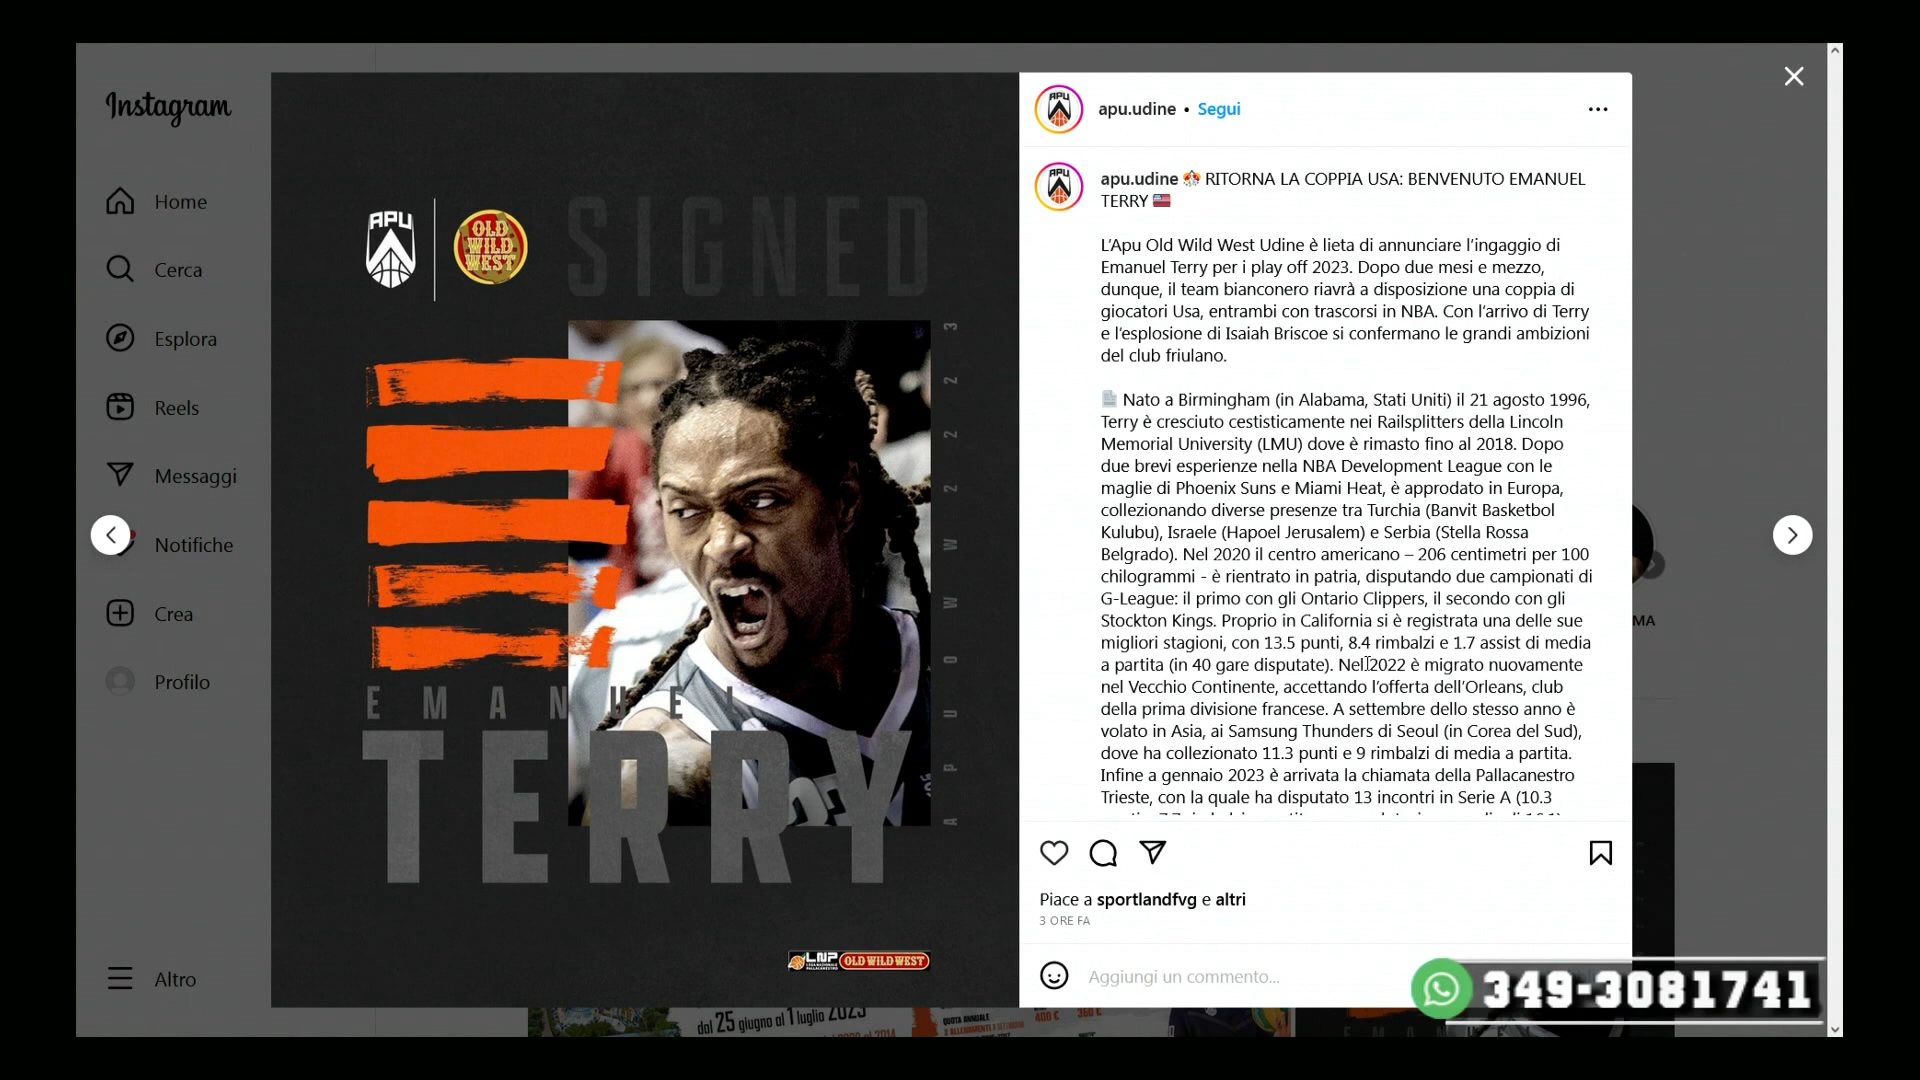 Instagram
Home
Cerca
Esplora
Reels
Messaggi
Notifiche
Crea
Profilo
Altro
APU
OLD
WILD
WEST
SIGNED
APUOWW2223
EMANUEL
TERRY
LNP
OLD WILD WEST
apu.udine • Segui
apu.udine RITORNA LA COPPIA USA: BENVENUTO EMANUEL
TERRY
L’Apu Old Wild West Udine è lieta di annunciare l’ingaggio di
Emanuel Terry per i play off 2023. Dopo due mesi e mezzo,
dunque, il team bianconero riavrà a disposizione una coppia di
giocatori Usa, entrambi con trascorsi in NBA. Con l’arrivo di Terry
e l’esplosione di Isaiah Briscoe si confermano le grandi ambizioni
del club friulano.
Nato a Birmingham (in Alabama, Stati Uniti) il 21 agosto 1996,
Terry è cresciuto cestisticamente nei Railsplitters della Lincoln
Memorial University (LMU) dove è rimasto fino al 2018. Dopo
due brevi esperienze nella NBA Development League con le
maglie di Phoenix Suns e Miami Heat, è approdato in Europa,
collezionando diverse presenze tra Turchia (Banvit Basketbol
Kulubu), Israele (Hapoel Jerusalem) e Serbia (Stella Rossa
Belgrado). Nel 2020 il centro americano – 206 centimetri per 100
chilogrammi - è rientrato in patria, disputando due campionati di
G-League: il primo con gli Ontario Clippers, il secondo con gli
Stockton Kings. Proprio in California si è registrata una delle sue
migliori stagioni, con 13.5 punti, 8.4 rimbalzi e 1.7 assist di media
a partita (in 40 gare disputate). Nel 2022 è migrato nuovamente
nel Vecchio Continente, accettando l’offerta dell’Orleans, club
della prima divisione francese. A settembre dello stesso anno è
volato in Asia, ai Samsung Thunders di Seoul (in Corea del Sud),
dove ha collezionato 11.3 punti e 9 rimbalzi di media a partita.
Infine a gennaio 2023 è arrivata la chiamata della Pallacanestro
Trieste, con la quale ha disputato 13 incontri in Serie A (10.3
Piace a sportlandfvg e altri
3 ORE FA
Aggiungi un commento...
MA
dal 25 giugno al 1 luglio 2023
QUOTA ANNUALE
400 € 360 €
349-3081741